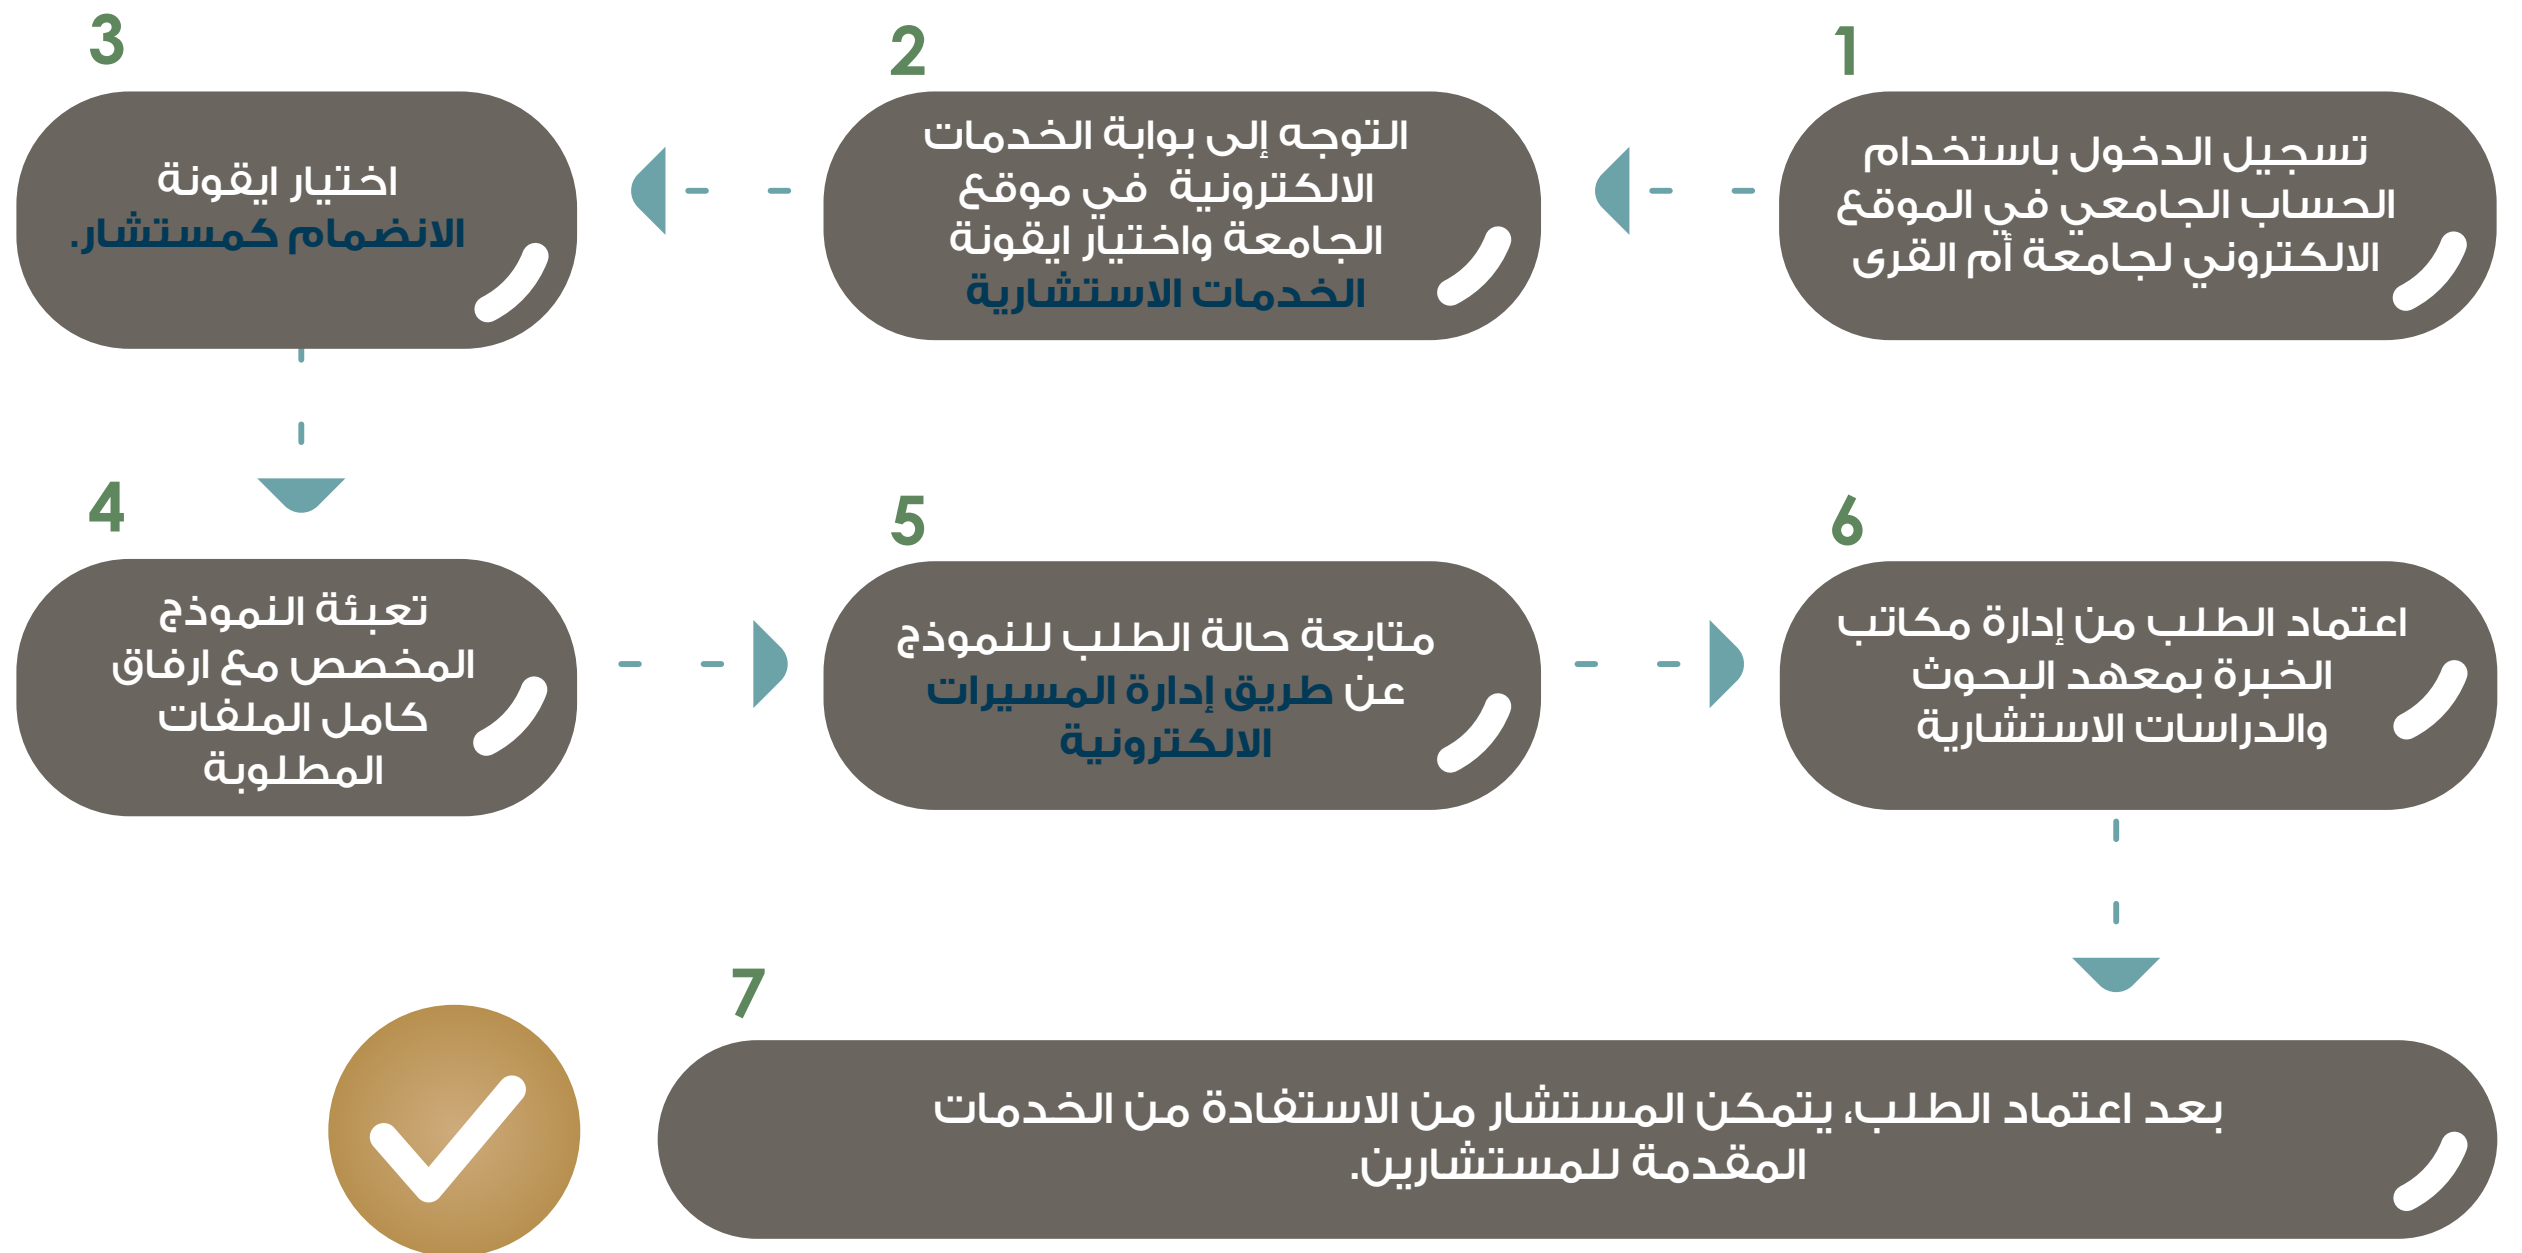 1
تسجيل الدخول باستخدام
الحساب الجامعي في الموقع
الالكتروني لجامعة أم القرى
2
التوجه إلى بوابة الخدمات
الالكترونية في موقع
الجامعة واختيار ايقونة
الخدمات الاستشارية
3
اختيار ايقونة
الانضمام كمستشار.
4
تعبئة النموذج
المخصص مع ارفاق
كامل الملفات
المطلوبة
5
متابعة حالة الطلب للنموذج
عن طريق إدارة المسيرات
الالكترونية
6
اعتماد الطلب من إدارة مكاتب
الخبرة بمعهد البحوث
والدراسات الاستشارية
7
بعد اعتماد الطلب، يتمكن المستشار من الاستفادة من الخدمات
المقدمة للمستشارين.